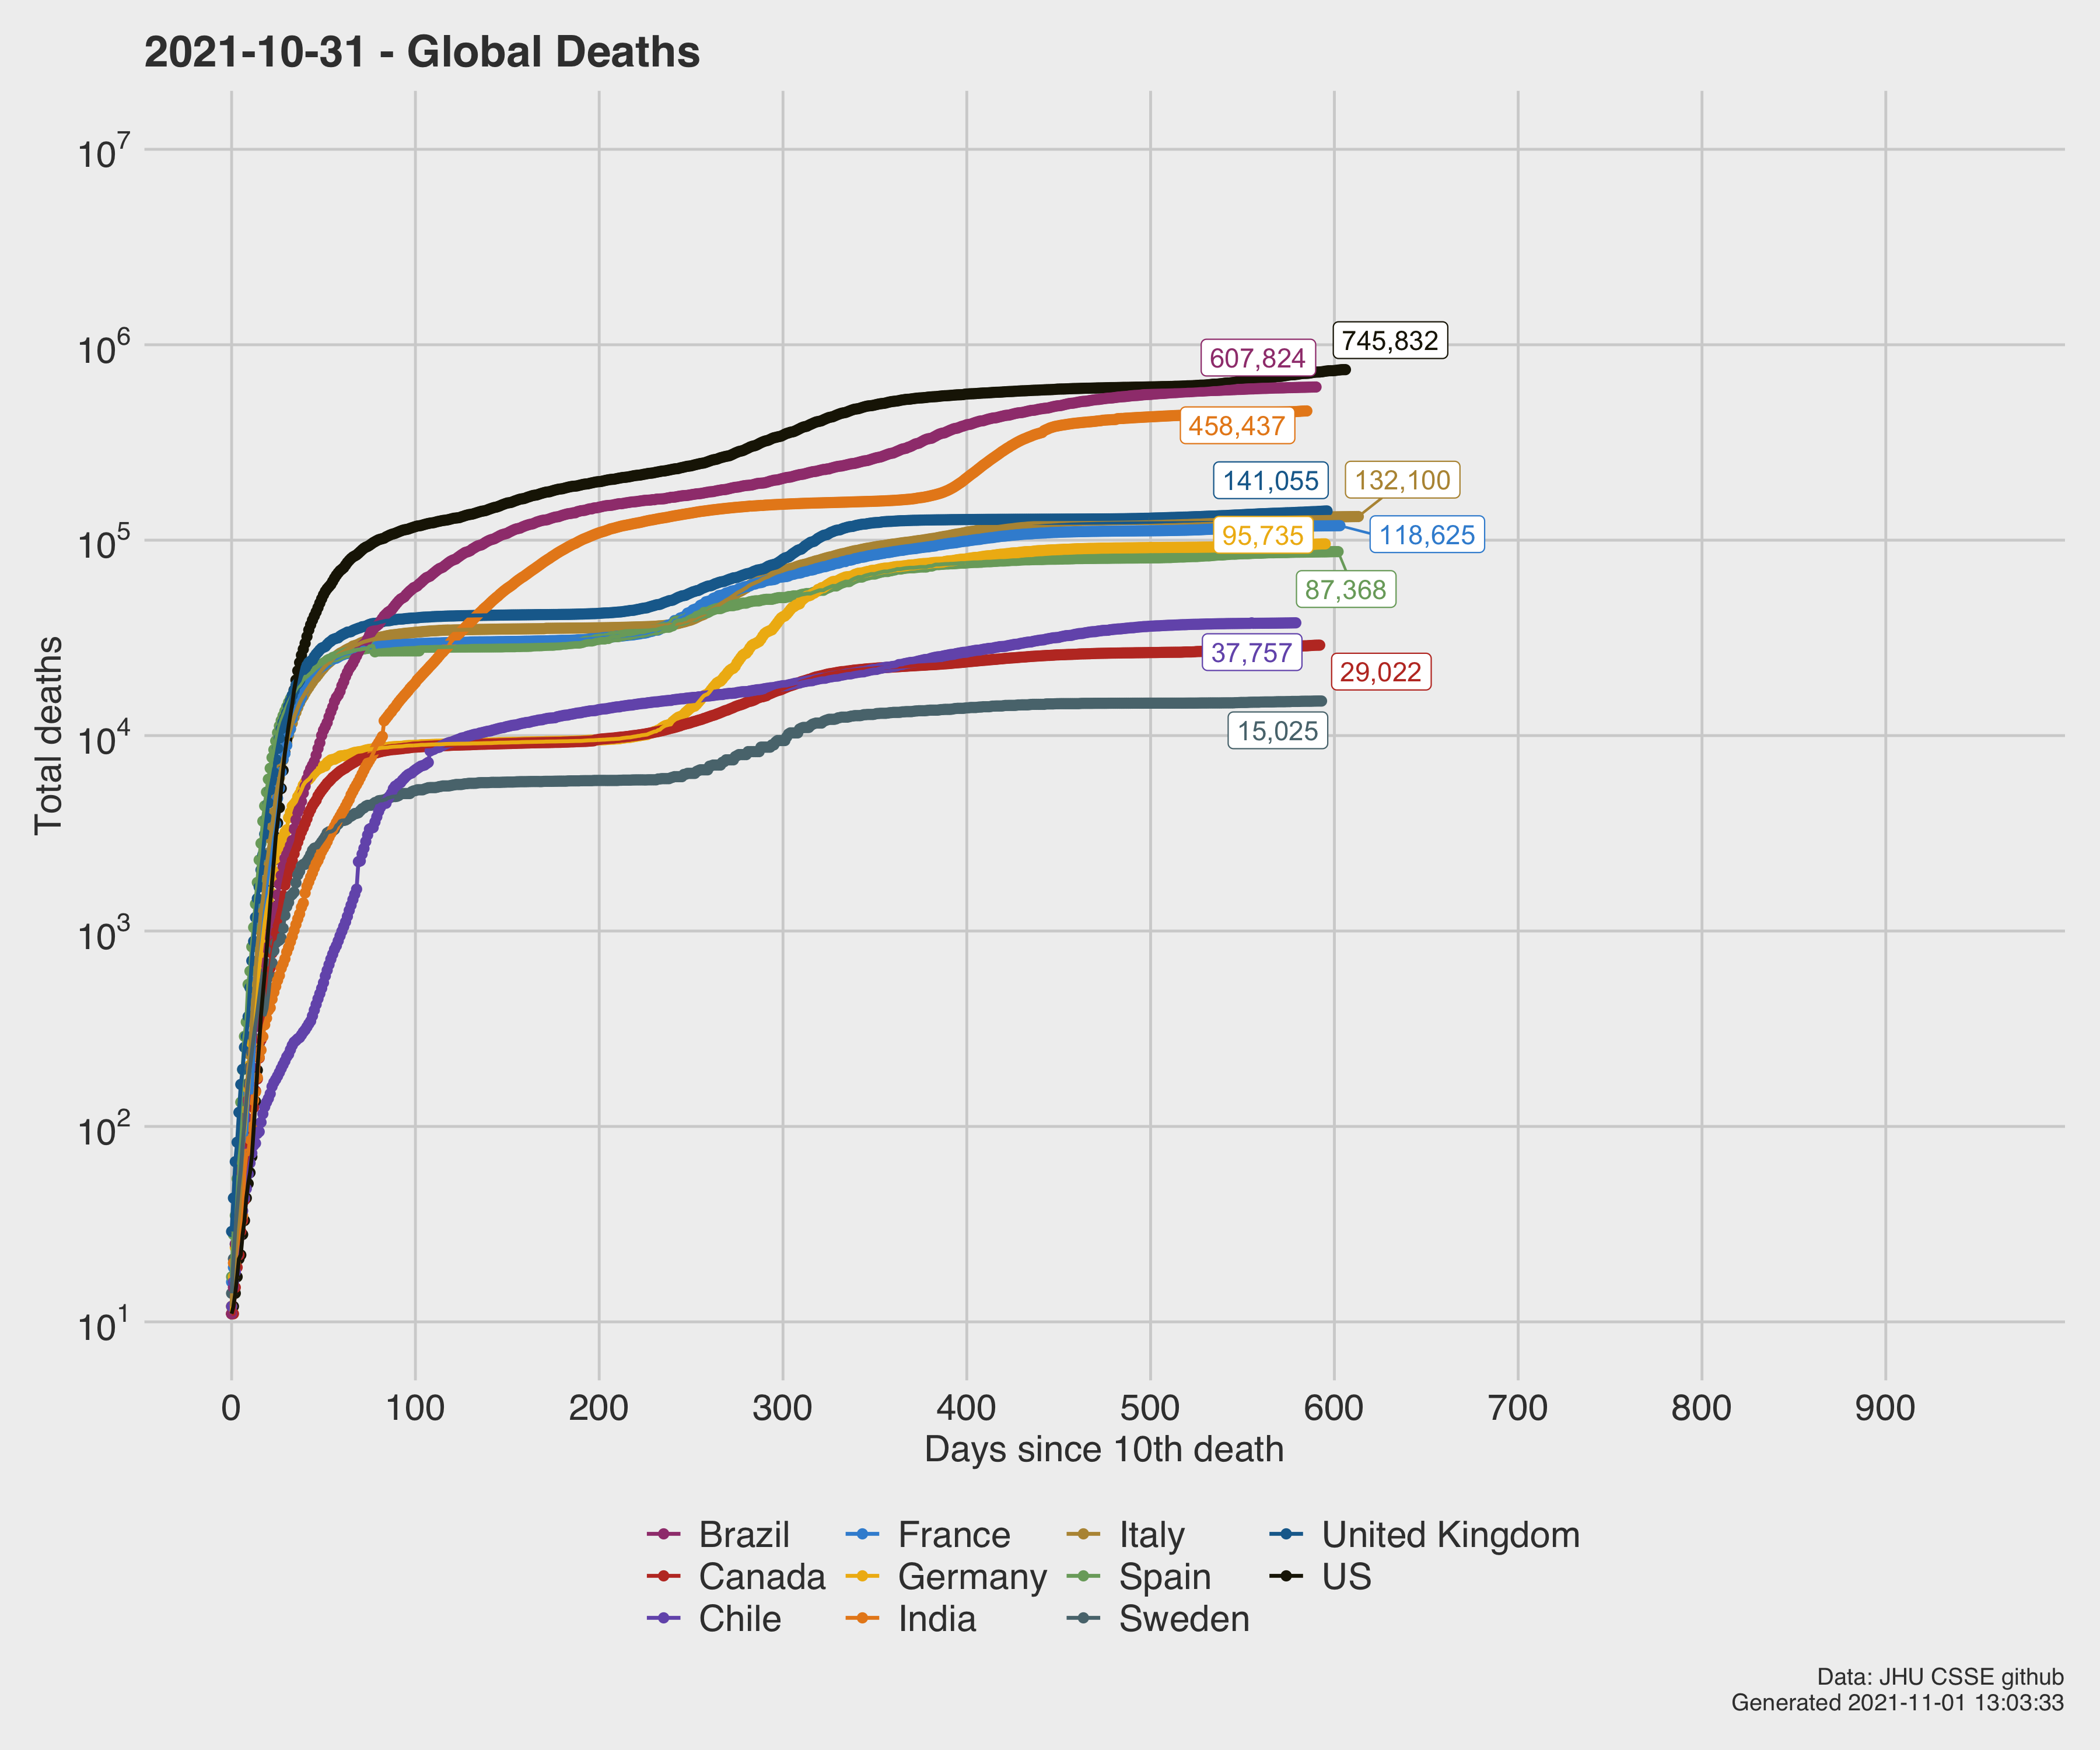 2021-10-31 - Global Deaths
Total deaths
10^7
10^6
10^5
10^4
10^3
10^2
10^1
745,832
607,824
458,437
141,055
132,100
118,625
95,735
87,368
37,757
29,022
15,025
0 100 200 300 400 500 600 700 800 900
Days since 10th death
Brazil France Italy United Kingdom
Canada Germany Spain US
Chile India Sweden
Data: JHU CSSE github
Generated 2021-11-01 13:03:33